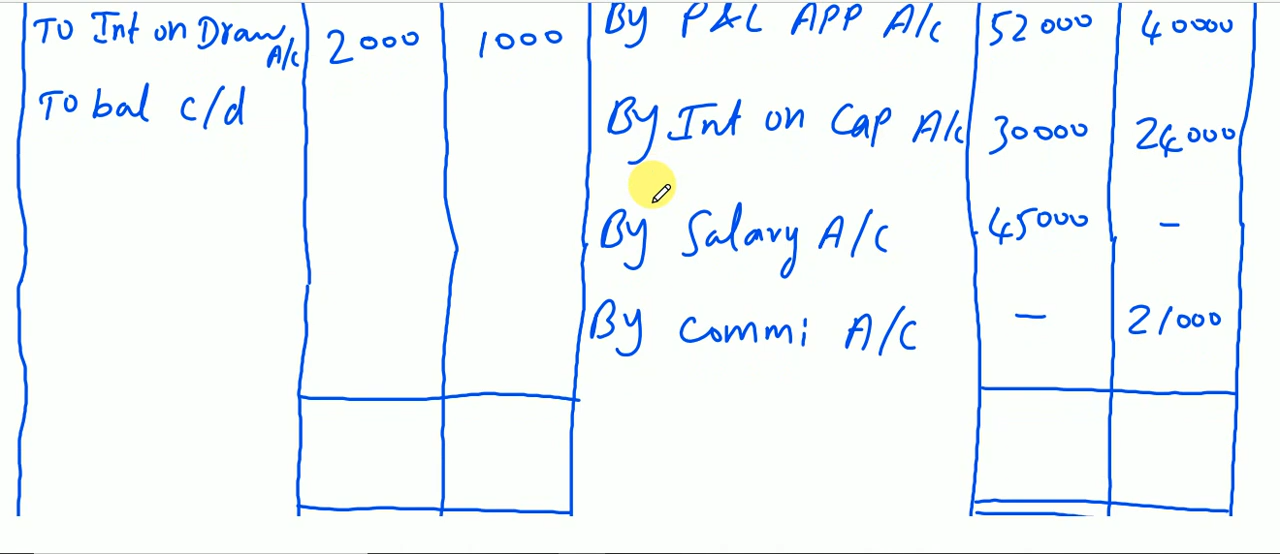 To Int on Draw A/c 2000 1000 By P&L APP A/c 52000 40000
To bal c/d By Int on Cap A/c 30000 24000
By Salary A/c 45000 -
By Commi A/c - 21000